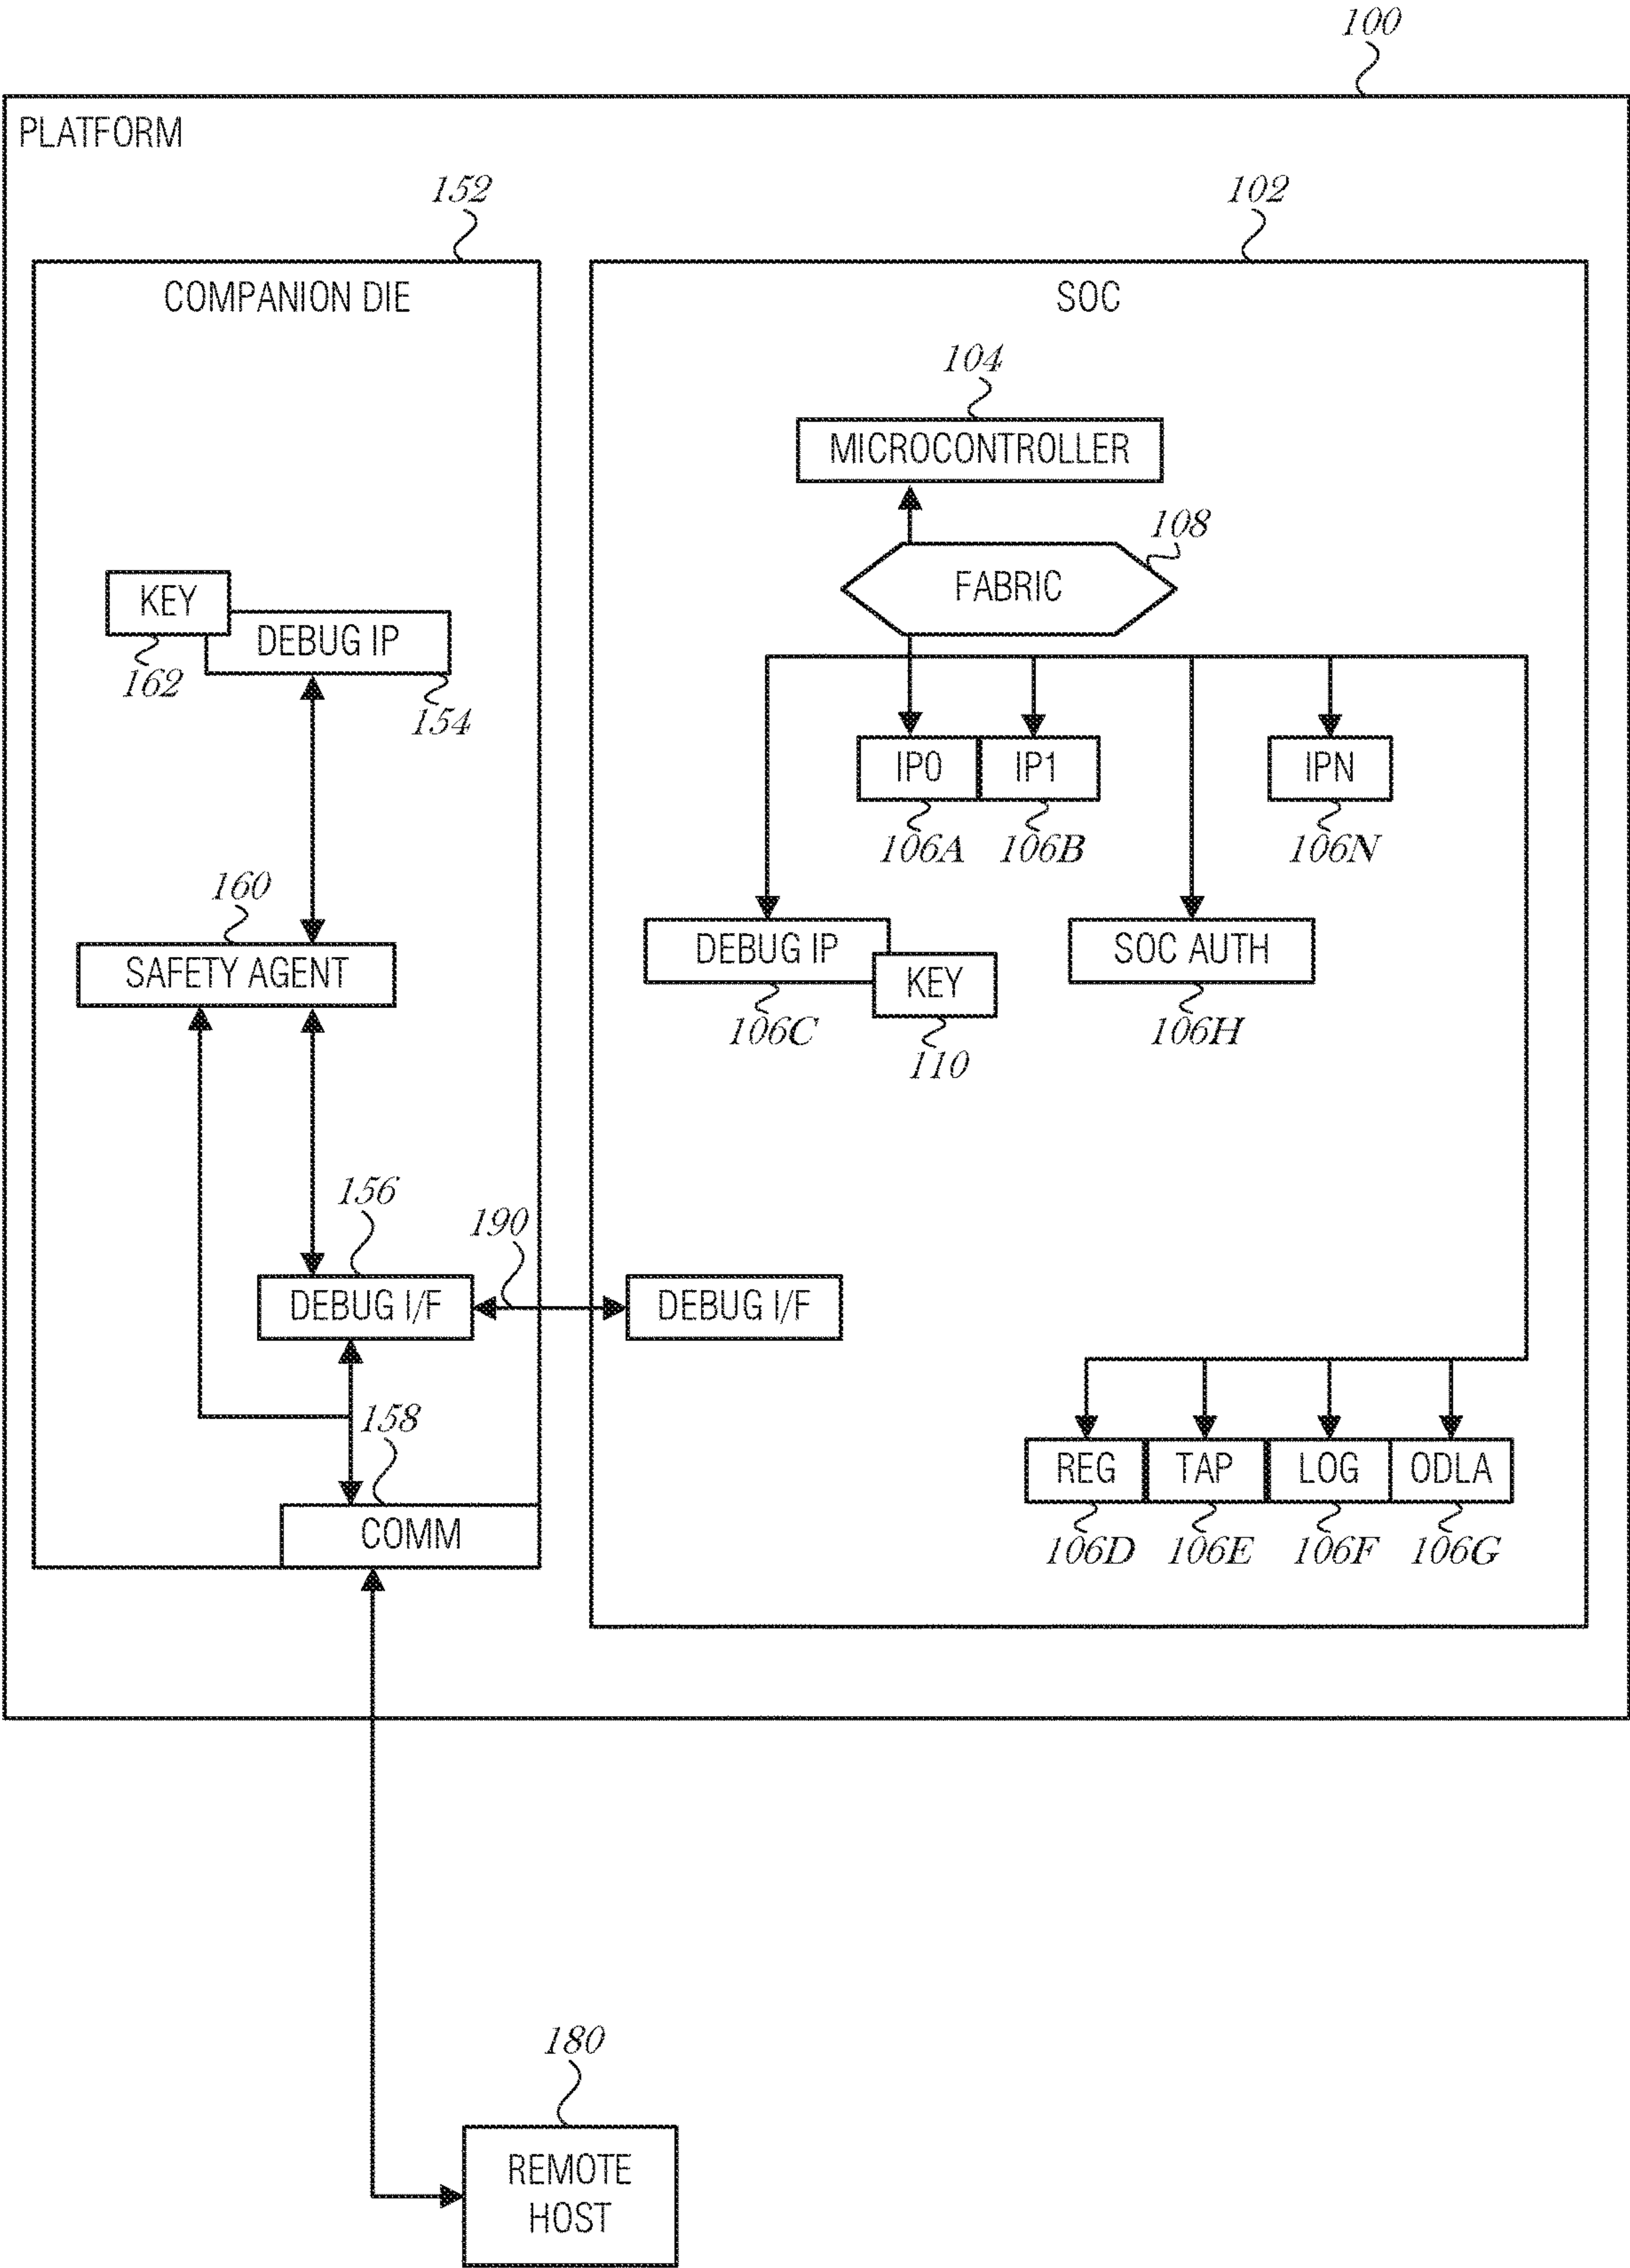 100
PLATFORM
152
102
COMPANION DIE
SOC
104
MICROCONTROLLER
108
FABRIC
KEY
DEBUG IP
162
154
IP0
IP1
IPN
106A
106B
106N
160
SAFETY AGENT
DEBUG IP
KEY
SOC AUTH
106C
110
106H
156
190
DEBUG I/F
DEBUG I/F
158
COMM
REG
TAP
LOG
ODLA
106D
106E
106F
106G
180
REMOTE
HOST